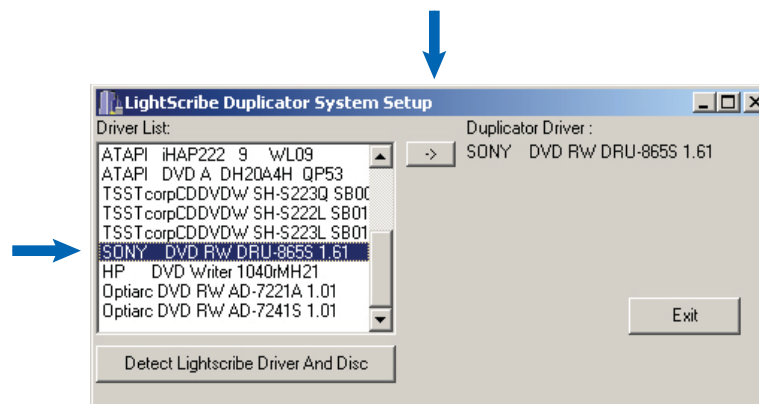 LightScribe Duplicator System Setup
Driver List:
Duplicator Driver :
ATAPI iHAP222 9 WL09
-> SONY DVD RW DRU-865S 1.61
ATAPI DVD A DH20A4H QP53
TSSTcorpCDDVDW SH-S223Q SB00
TSSTcorpCDDVDW SH-S222L SB01
TSSTcorpCDDVDW SH-S223L SB01
SONY DVD RW DRU-865S 1.61
HP DVD Writer 1040rMH21
Optiarc DVD RW AD-7221A 1.01
Optiarc DVD RW AD-7241S 1.01
Exit
Detect Lightscribe Driver And Disc